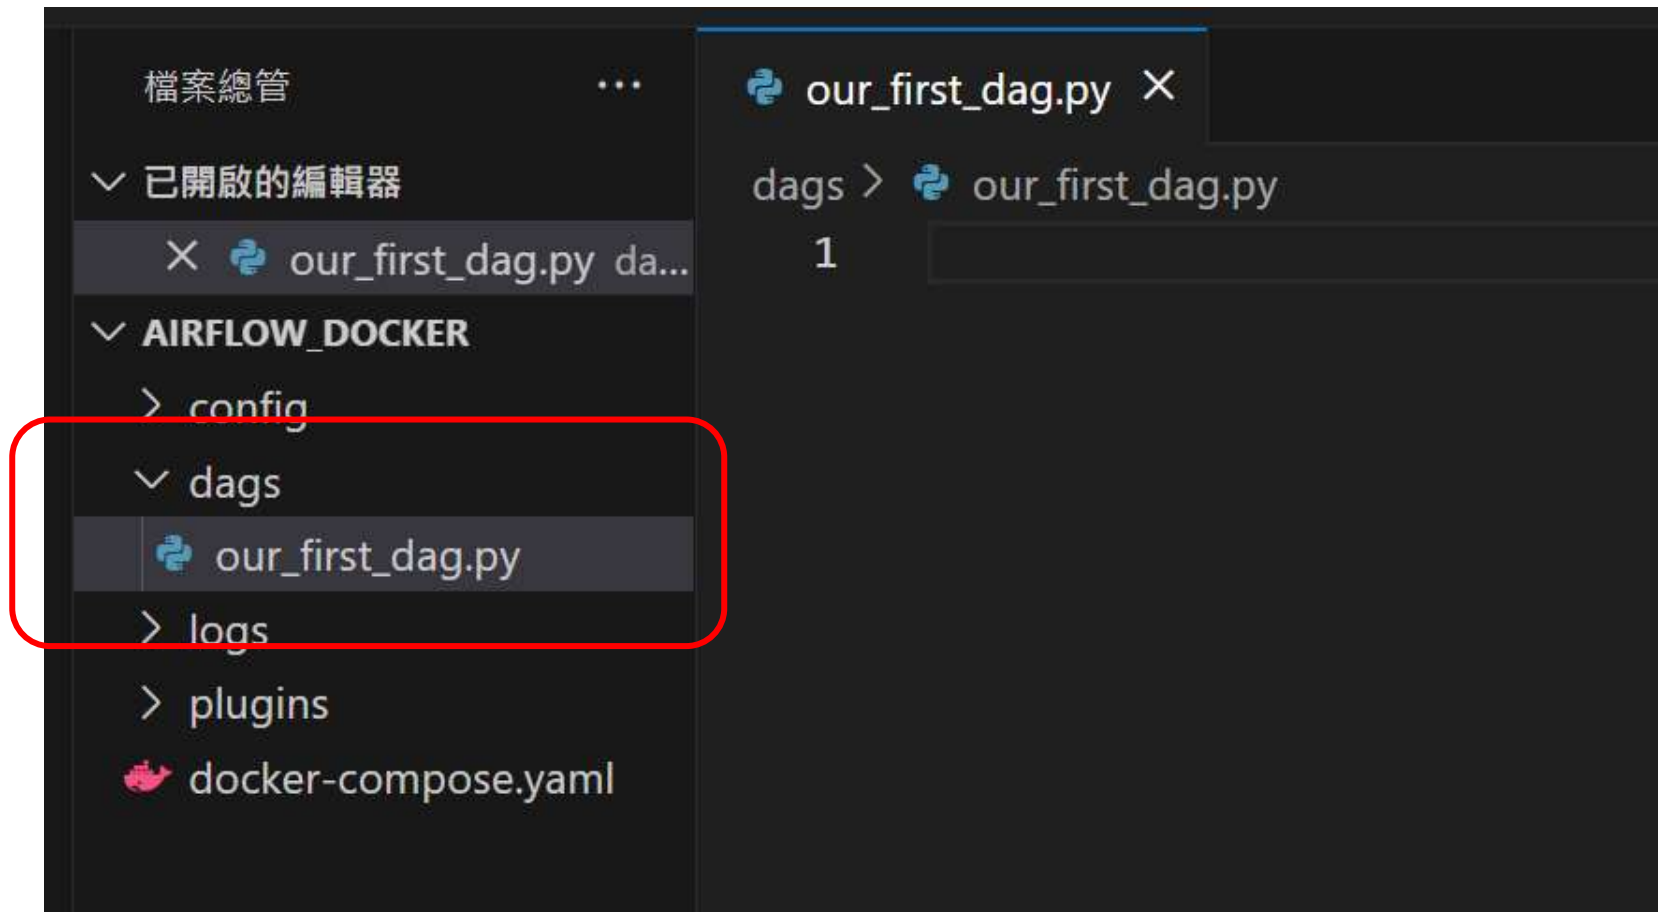 檔案總管 ...
已開啟的編輯器
our_first_dag.py da...
AIRFLOW_DOCKER
config
dags
our_first_dag.py
logs
plugins
docker-compose.yaml
our_first_dag.py
dags > our_first_dag.py
1